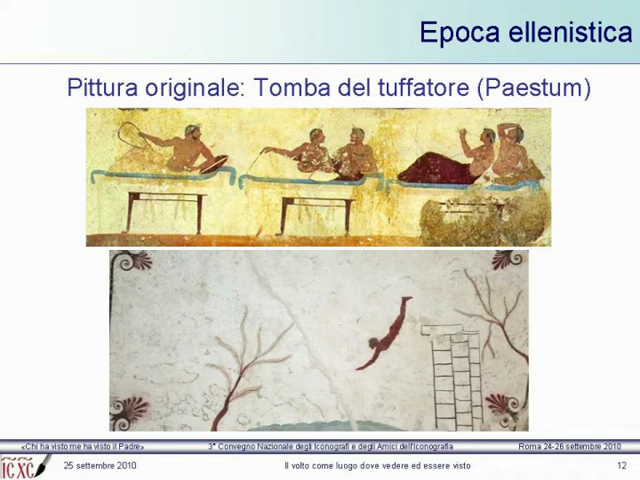 Epoca ellenistica
Pittura originale: Tomba del tuffatore (Paestum)
«Chi ha visto me ha visto il Padre» 3° Convegno Nazionale degli Iconografi e degli Amici dell'Iconografia Roma 24-26 settembre 2010
IC XC 25 settembre 2010 Il volto come luogo dove vedere ed essere visto 12